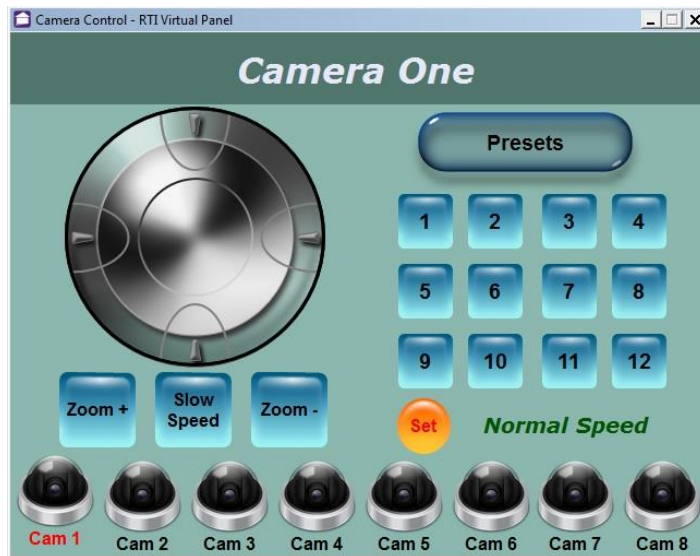 Camera Control - RTI Virtual Panel
Camera One
Presets
1 2 3 4
5 6 7 8
9 10 11 12
Zoom +
Slow
Speed
Zoom -
Set
Normal Speed
Cam 1 Cam 2 Cam 3 Cam 4 Cam 5 Cam 6 Cam 7 Cam 8